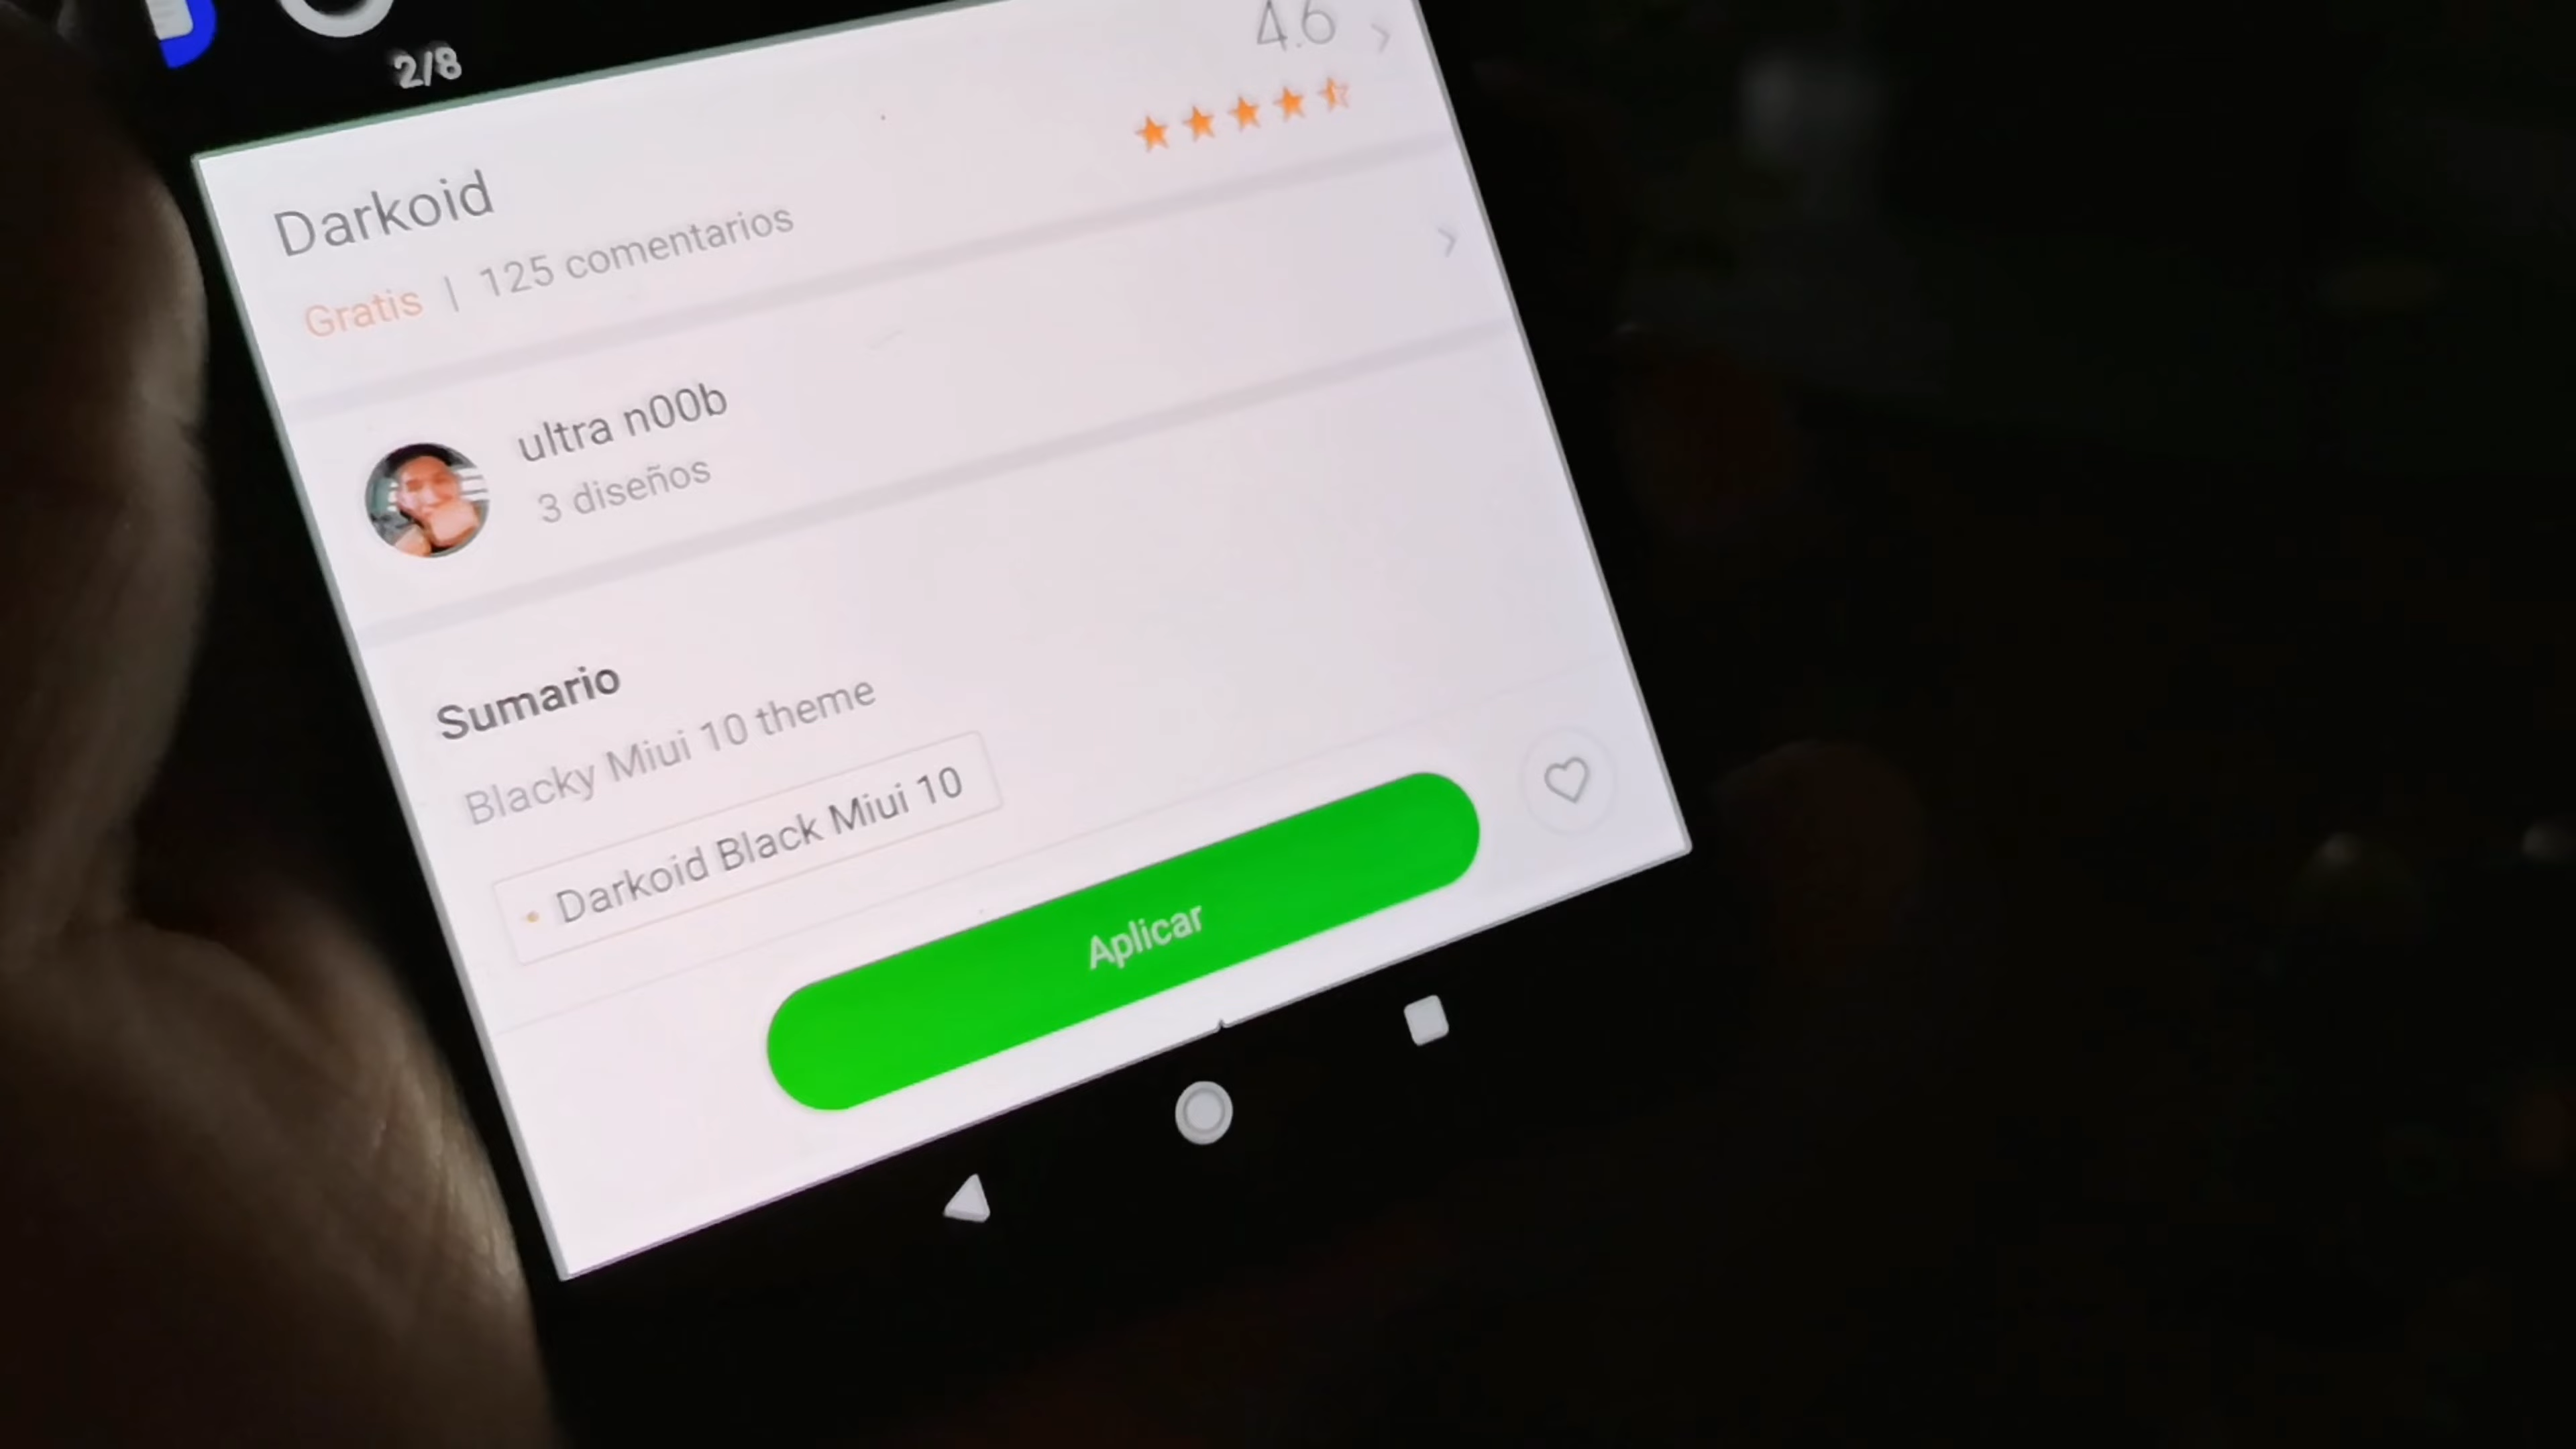 2/8
4.6
Darkoid
Gratis | 125 comentarios
ultra n00b
3 diseños
Sumario
Blacky Miui 10 theme
• Darkoid Black Miui 10
Aplicar